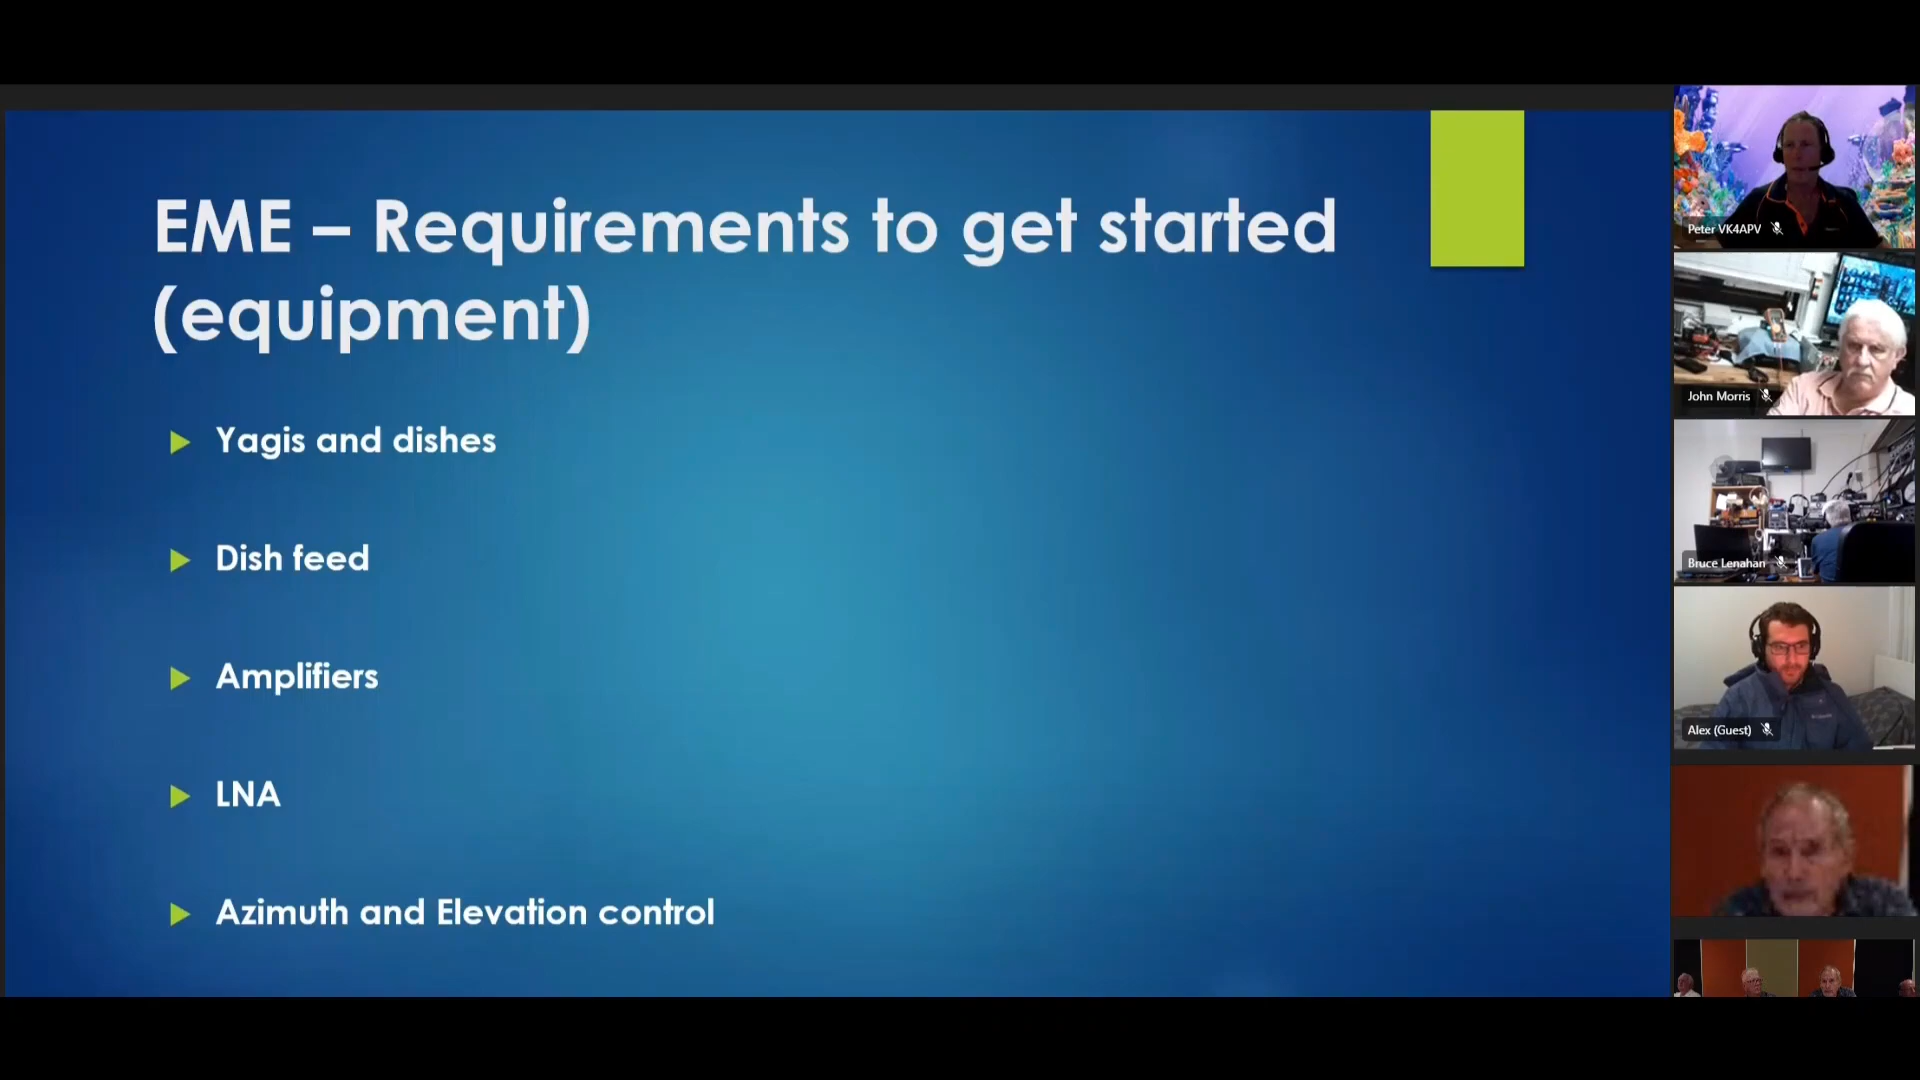 EME – Requirements to get started
(equipment)
Yagis and dishes
Dish feed
Amplifiers
LNA
Azimuth and Elevation control
Peter VK4APV
John Morris
Bruce Lenahan
Alex (Guest)